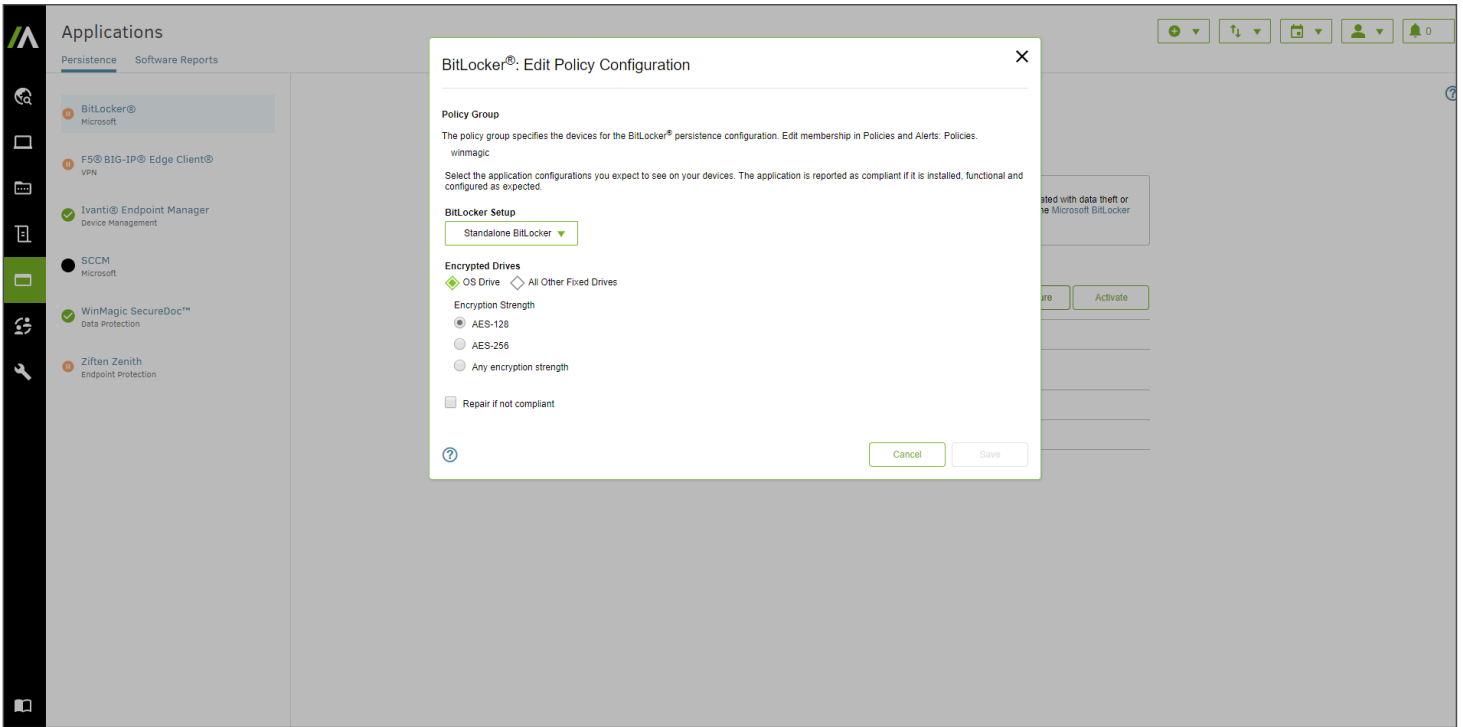 Applications
Persistence Software Reports
0
BitLocker®
Microsoft
F5® BIG-IP® Edge Client®
VPN
Ivanti® Endpoint Manager
Device Management
SCCM
Microsoft
WinMagic SecureDoc™
Data Protection
Ziften Zenith
Endpoint Protection
BitLocker®: Edit Policy Configuration
Policy Group
The policy group specifies the devices for the BitLocker® persistence configuration. Edit membership in Policies and Alerts: Policies.
winmagic
Select the application configurations you expect to see on your devices. The application is reported as compliant if it is installed, functional and
configured as expected.
BitLocker Setup
Standalone BitLocker
Encrypted Drives
OS Drive All Other Fixed Drives
Encryption Strength
AES-128
AES-256
Any encryption strength
Repair if not compliant
Cancel Save
with data theft or
Microsoft BitLocker
Activate